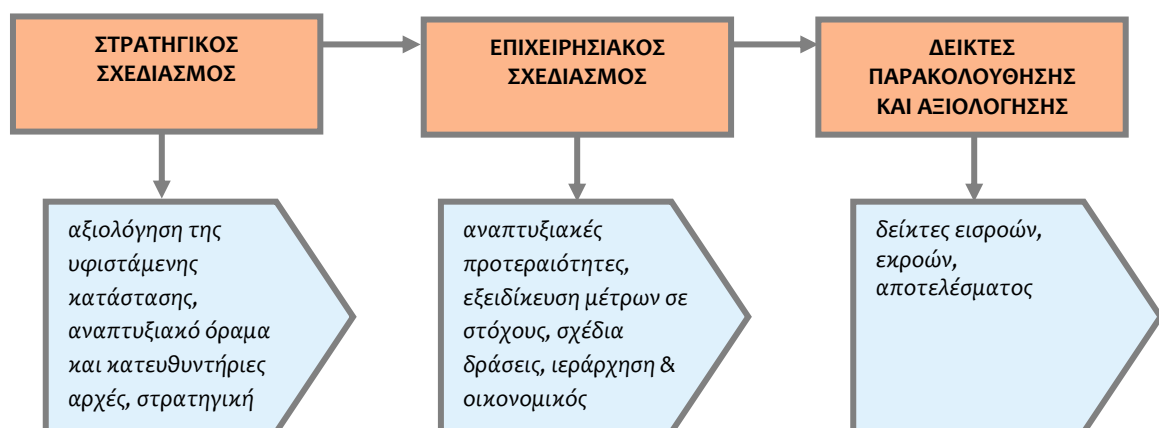 ΣΤΡΑΤΗΓΙΚΟΣ
ΣΧΕΔΙΑΣΜΟΣ
ΕΠΙΧΕΙΡΗΣΙΑΚΟΣ
ΣΧΕΔΙΑΣΜΟΣ
ΔΕΙΚΤΕΣ
ΠΑΡΑΚΟΛΟΥΘΗΣΗΣ
ΚΑΙ ΑΞΙΟΛΟΓΗΣΗΣ
αξιολόγηση της
υφιστάμενης
κατάστασης,
αναπτυξιακό όραμα
και κατευθυντήριες
αρχές, στρατηγική
αναπτυξιακές
προτεραιότητες,
εξειδίκευση μέτρων σε
στόχους, σχέδια
δράσεις, ιεράρχηση &
οικονομικός
δείκτες εισροών,
εκροών,
αποτελέσματος